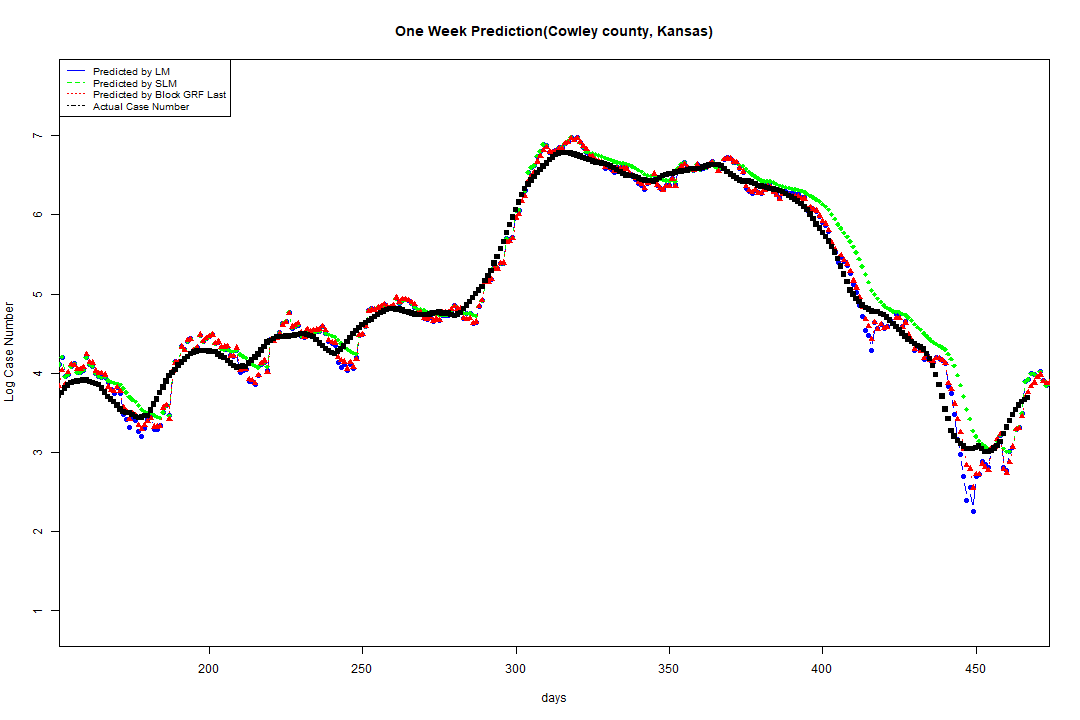 One Week Prediction(Cowley county, Kansas)
Predicted by LM
Predicted by SLM
Predicted by Block GRF Last
Actual Case Number
7
6
5
4
3
2
1
Log Case Number
200 250 300 350 400 450
days